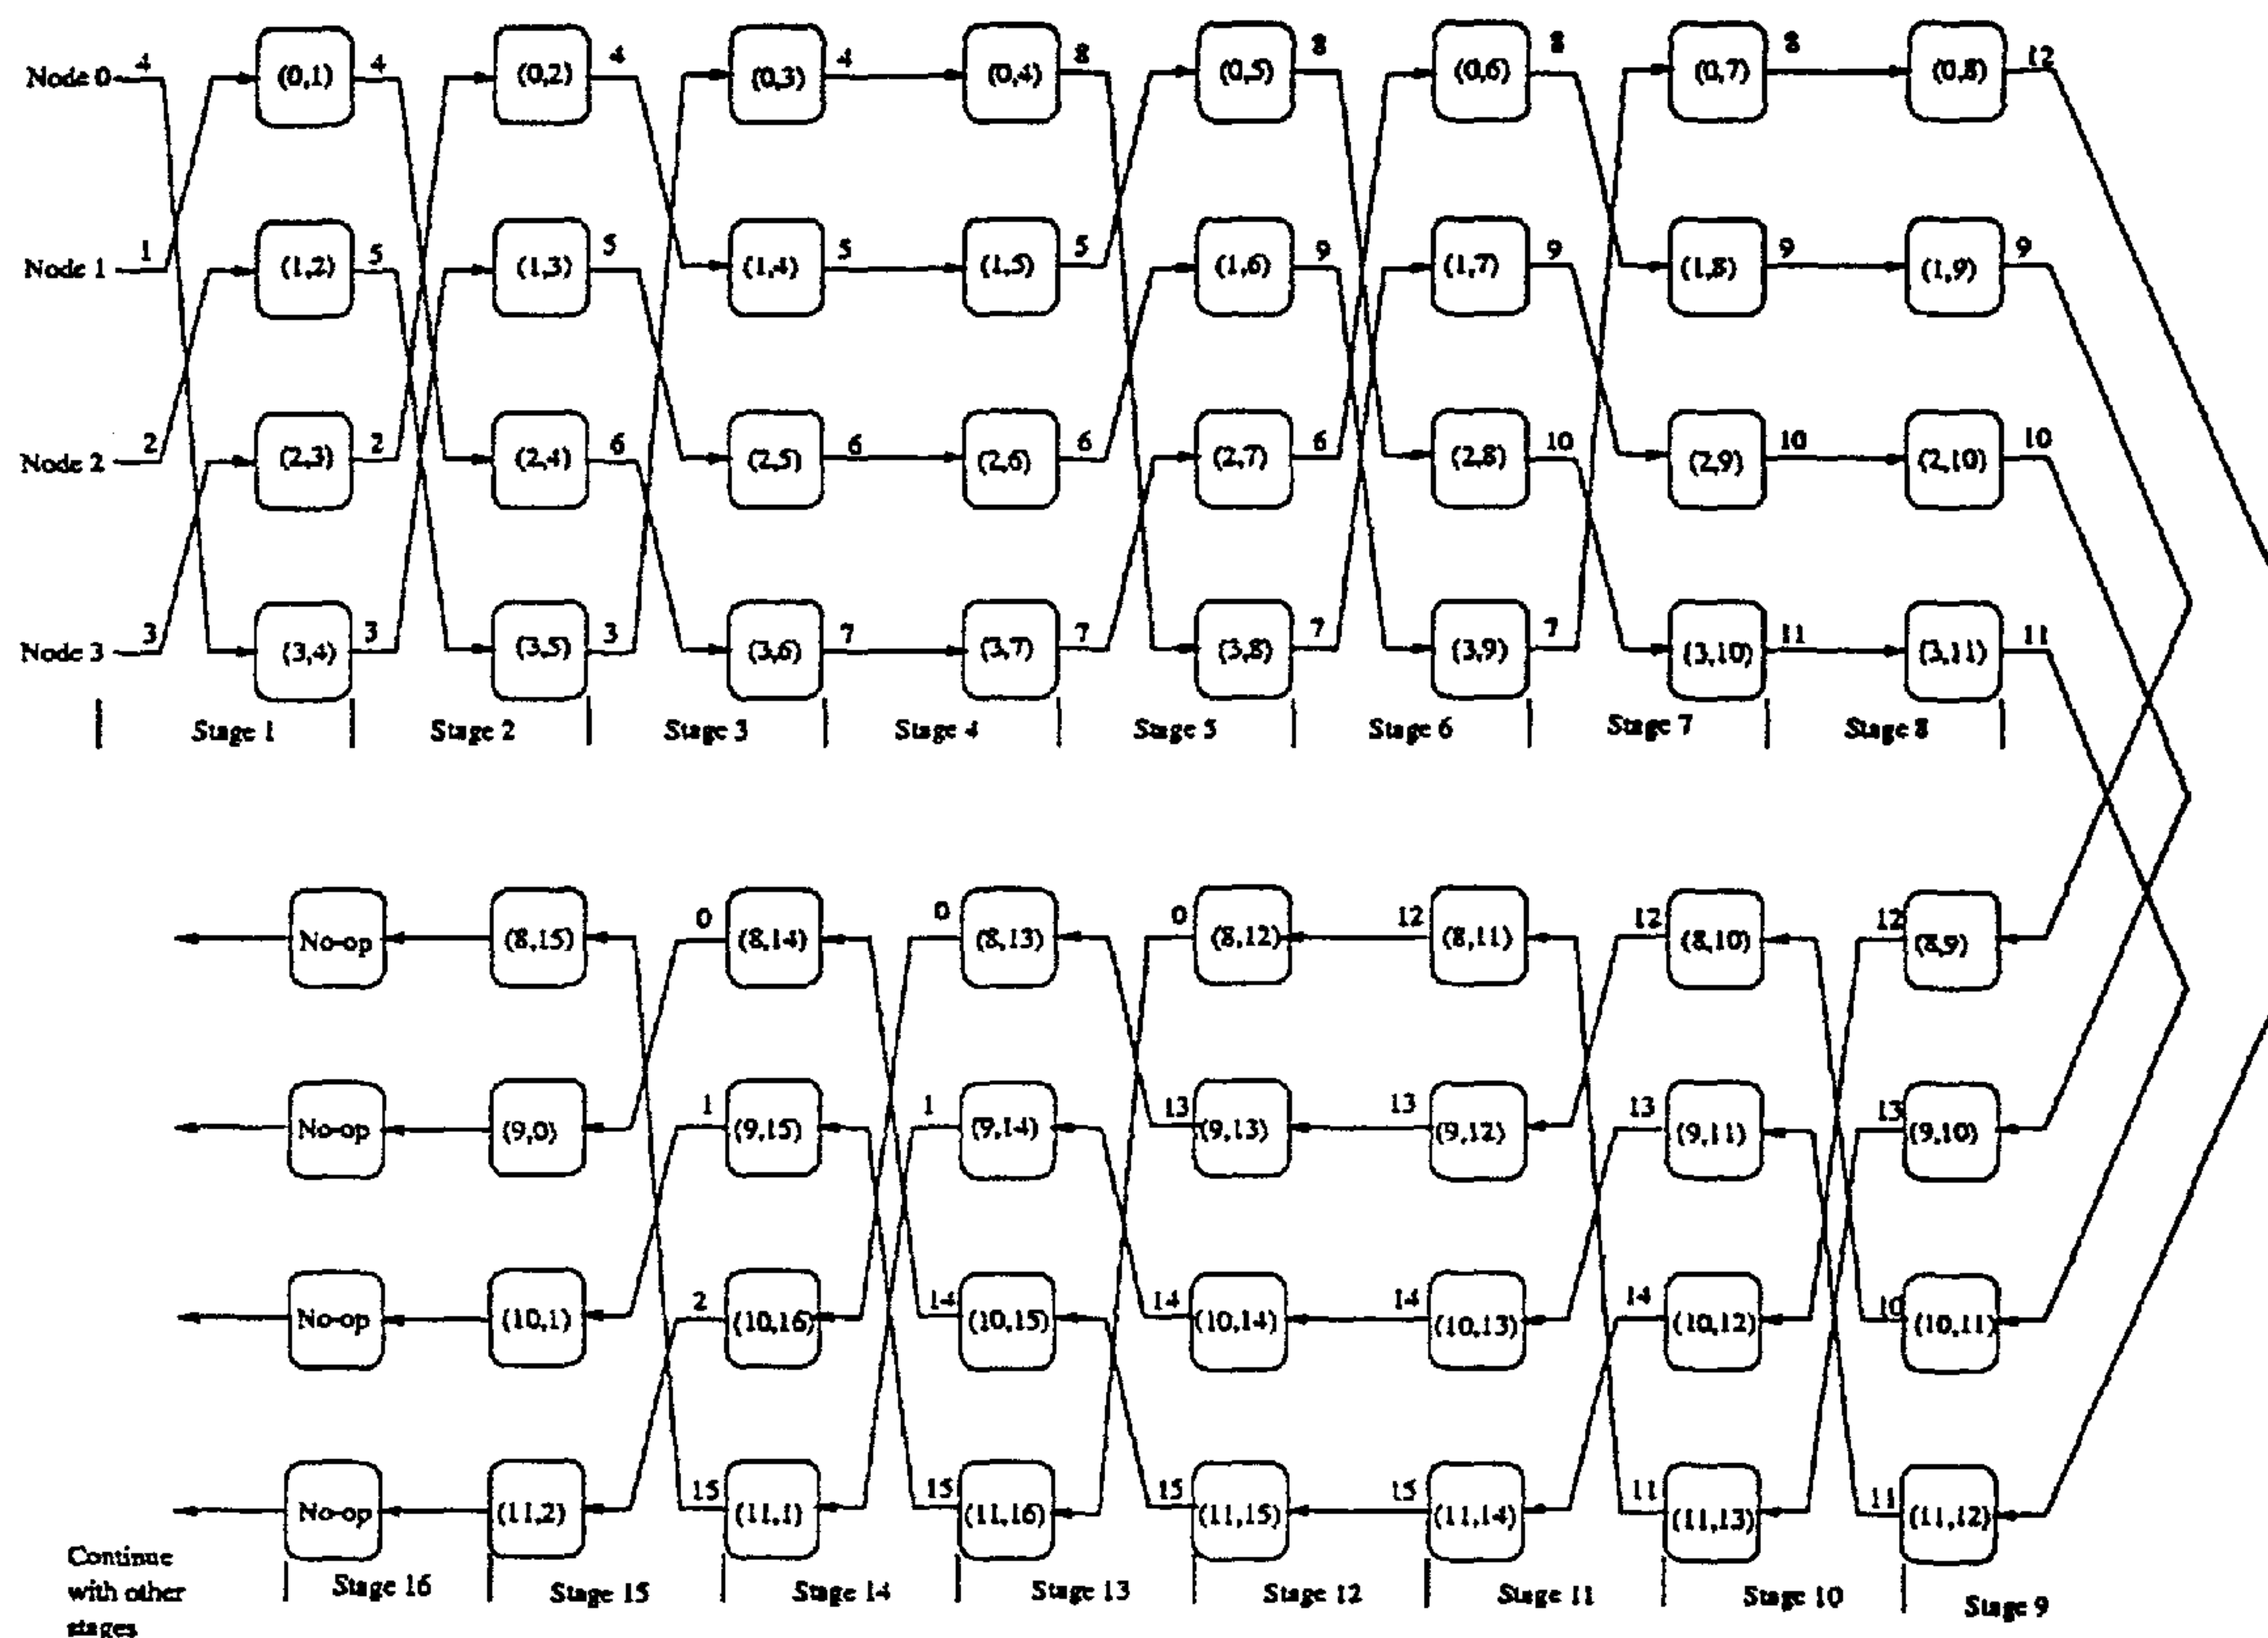 Node 0 4 (0,1) 4 (0,2) 4 (0,3) 4 (0,4) 8 (0,5) 8 (0,6) 8 (0,7) 8 (0,8) 12
Node 1 1 (1,2) 5 (1,3) 5 (1,4) 5 (1,5) 5 (1,6) 9 (1,7) 9 (1,8) 9 (1,9) 9
Node 2 2 (2,3) 2 (2,4) 6 (2,5) 6 (2,6) 6 (2,7) 6 (2,8) 10 (2,9) 10 (2,10) 10
Node 3 3 (3,4) 3 (3,5) 3 (3,6) 7 (3,7) 7 (3,8) 7 (3,9) 7 (3,10) 11 (3,11) 11
Stage 1 Stage 2 Stage 3 Stage 4 Stage 5 Stage 6 Stage 7 Stage 8
No-op (8,15) 0 (8,14) 0 (8,13) 0 (8,12) 12 (8,11) 12 (8,10) 12 (8,9)
No-op (9,0) 1 (9,15) 1 (9,14) 13 (9,13) 13 (9,12) 13 (9,11) 13 (9,10)
No-op (10,1) 2 (10,16) 14 (10,15) 14 (10,14) 14 (10,13) 14 (10,12) 10 (10,11)
No-op (11,2) 15 (11,1) 15 (11,16) 15 (11,15) 15 (11,14) 11 (11,13) 11 (11,12)
Continue
with other
stages
Stage 16 Stage 15 Stage 14 Stage 13 Stage 12 Stage 11 Stage 10 Stage 9